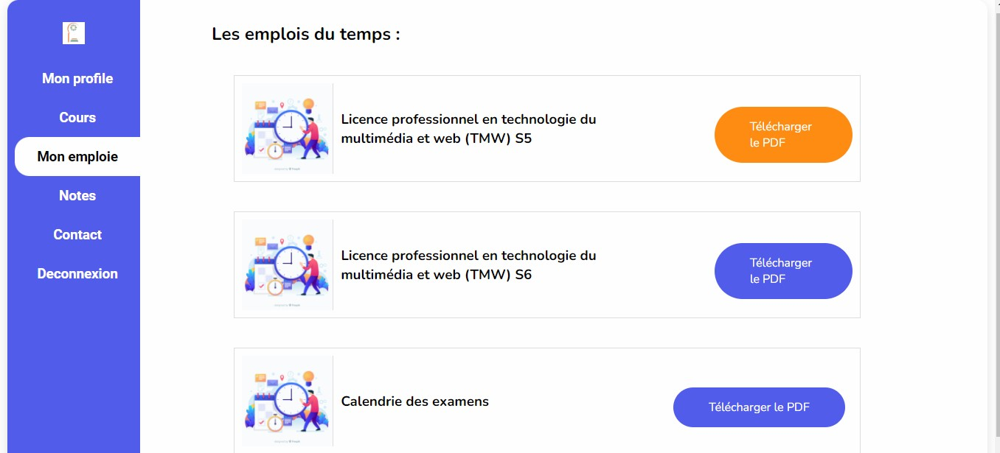 Les emplois du temps :
Mon profile
Cours
Mon emploie
Notes
Contact
Deconnexion
Licence professionnel en technologie du
multimédia et web (TMW) S5
Télécharger
le PDF
Licence professionnel en technologie du
multimédia et web (TMW) S6
Télécharger
le PDF
Calendrie des examens
Télécharger le PDF